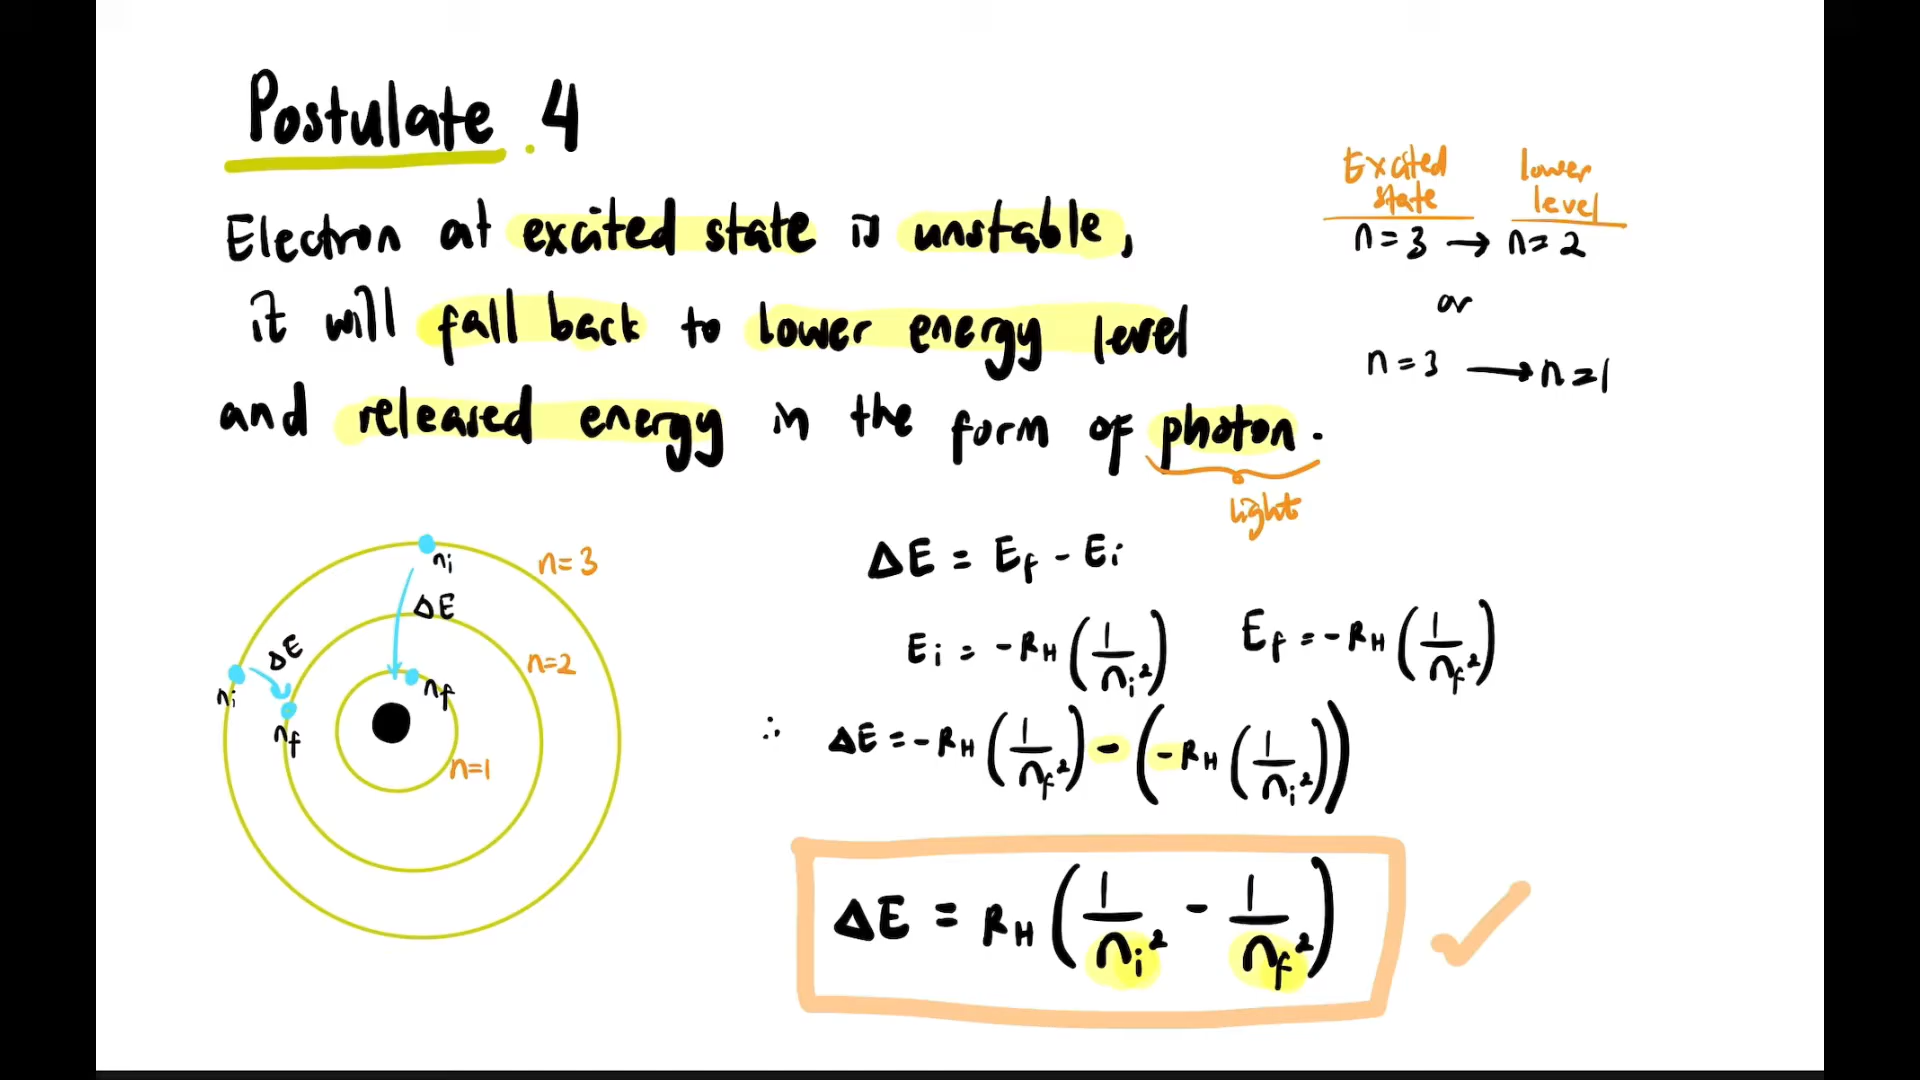 Postulate . 4
Electron at excited state is unstable,
it will fall back to lower energy level
and released energy in the form of photon.
light
Excited state
lower level
n=3 → n=2
or
n=3 → n=1
ni
n=3
ΔE
n=2
ΔE
ni
nf
nf
n=1
ΔE = Ef - Ei
Ei = -RH (1/ni²) Ef = -RH (1/nf²)
∴ ΔE = -RH (1/nf²) - (-RH (1/ni²))
ΔE = RH (1/ni² - 1/nf²)